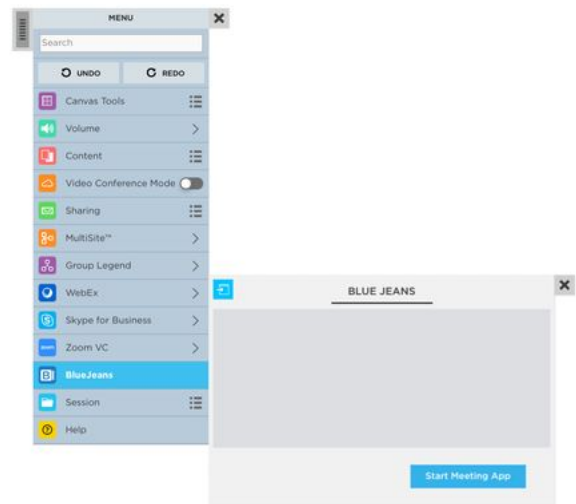 MENU
Search
UNDO REDO
Canvas Tools
Volume
Content
Video Conference Mode
Sharing
MultiSite™
Group Legend
WebEx
Skype for Business
zoom Zoom VC
BlueJeans
Session
Help
BLUE JEANS
Start Meeting App